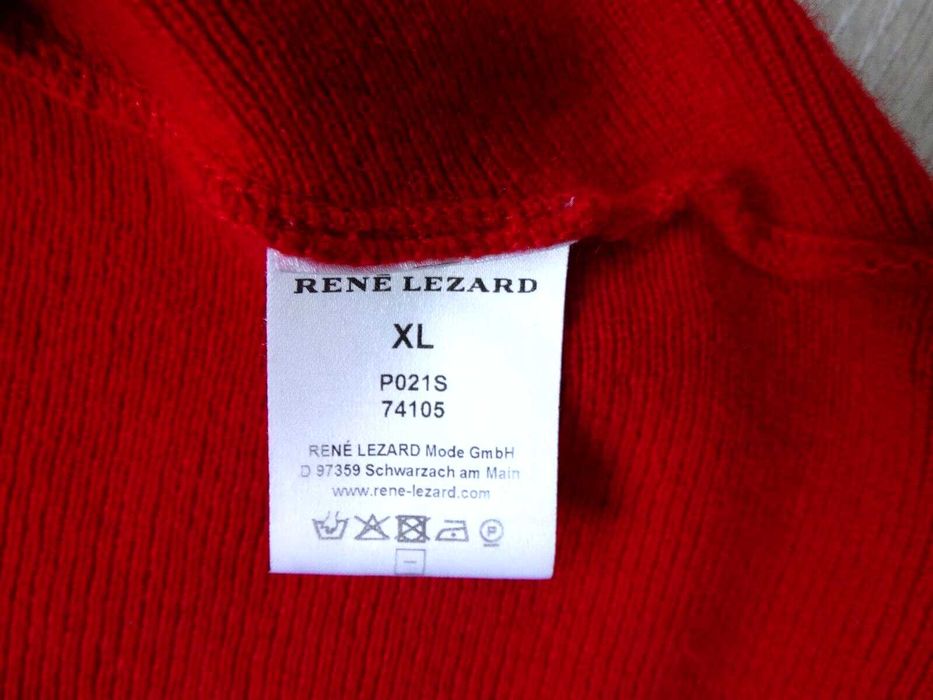 RENÉ LEZARD
XL
P021S
74105
RENÉ LEZARD Mode GmbH
D 97359 Schwarzach am Main
www.rene-lezard.com
P